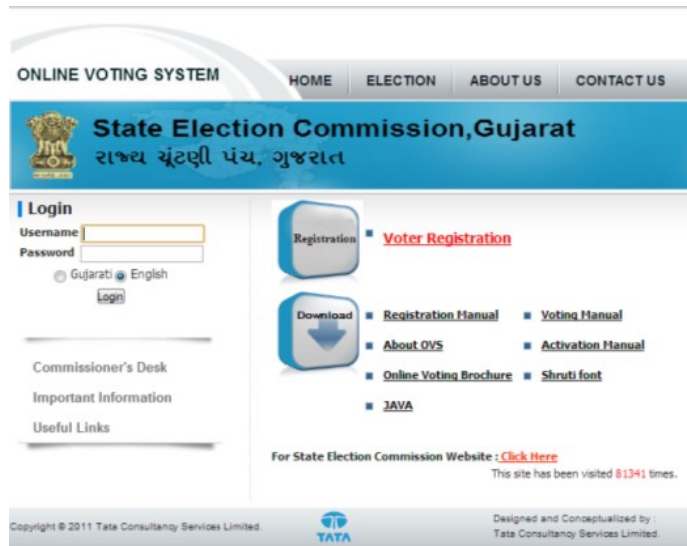 ONLINE VOTING SYSTEM
HOME ELECTION ABOUT US CONTACT US
State Election Commission,Gujarat
રાજ્ય ચૂંટણી પંચ, ગુજરાત
Login
Username
Password
Gujarati English
Login
Commissioner's Desk
Important Information
Useful Links
Registration
Voter Registration
Download
Registration Manual Voting Manual
About OVS Activation Manual
Online Voting Brochure Shruti font
JAVA
For State Election Commission Website : Click Here
This site has been visited 81341 times.
Copyright © 2011 Tata Consultancy Services Limited.
TATA
Designed and Conceptualized by :
Tata Consultancy Services Limited.